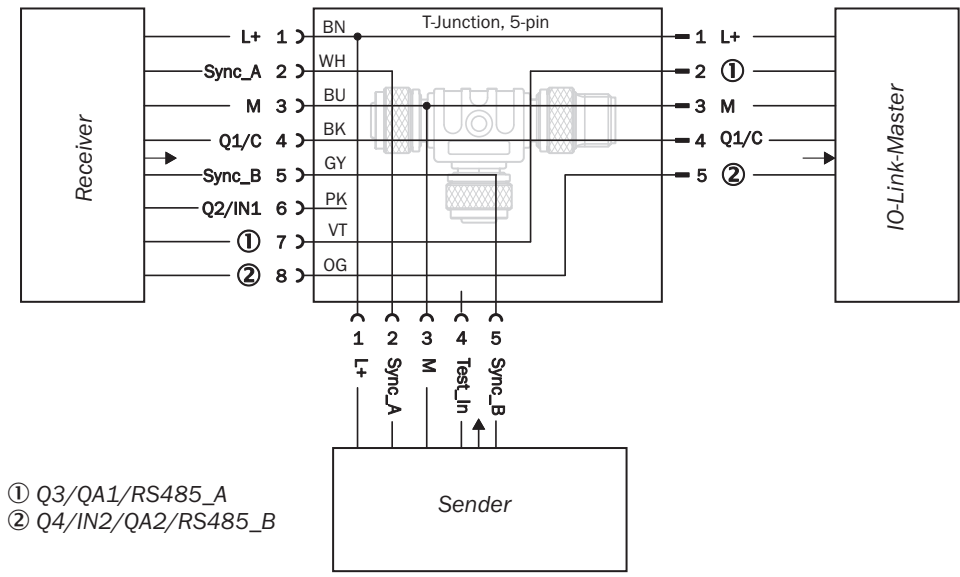 T-Junction, 5-pin
Receiver
L+ 1 BN
Sync_A 2 WH
M 3 BU
Q1/C 4 BK
Sync_B 5 GY
Q2/IN1 6 PK
① 7 VT
② 8 OG
1 L+
2 ①
3 M
4 Q1/C
5 ②
IO-Link-Master
1 2 3 4 5
L+
Sync_A
M
Test_In
Sync_B
Sender
① Q3/QA1/RS485_A
② Q4/IN2/QA2/RS485_B